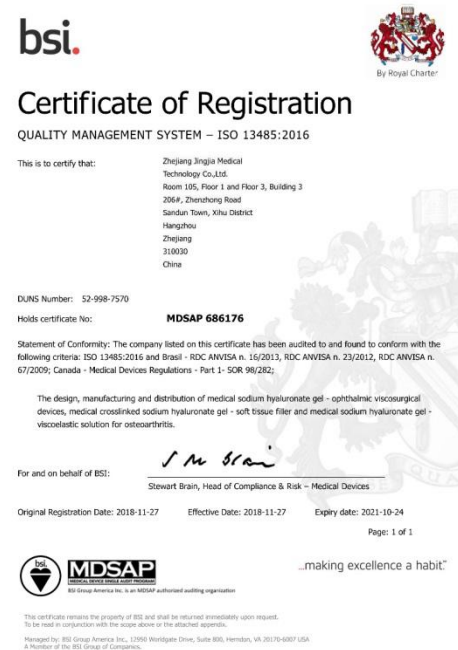 bsi.
By Royal Charter
Certificate of Registration
QUALITY MANAGEMENT SYSTEM – ISO 13485:2016
This is to certify that:
Zhejiang Jingjia Medical
Technology Co.,Ltd.
Room 105, Floor 1 and Floor 3, Building 3
206#, Zhenzhong Road
Sandun Town, Xihu District
Hangzhou
Zhejiang
310030
China
DUNS Number: 52-998-7570
Holds certificate No: MDSAP 686176
Statement of Conformity: The company listed on this certificate has been audited to and found to conform with the
following criteria: ISO 13485:2016 and Brasil - RDC ANVISA n. 16/2013, RDC ANVISA n. 23/2012, RDC ANVISA n.
67/2009; Canada - Medical Devices Regulations - Part 1- SOR 98/282;
The design, manufacturing and distribution of medical sodium hyaluronate gel - ophthalmic viscosurgical
devices, medical crosslinked sodium hyaluronate gel - soft tissue filler and medical sodium hyaluronate gel -
viscoelastic solution for osteoarthritis.
For and on behalf of BSI:
Stewart Brain, Head of Compliance & Risk – Medical Devices
Original Registration Date: 2018-11-27 Effective Date: 2018-11-27 Expiry date: 2021-10-24
Page: 1 of 1
bsi.
MDSAP
MEDICAL DEVICE SINGLE AUDIT PROGRAM
BSI Group America Inc. is an MDSAP authorized auditing organisation
...making excellence a habit.™
This certificate remains the property of BSI and shall be returned immediately upon request.
To be read in conjunction with the scope above or the attached appendix.
Managed by: BSI Group America Inc., 12950 Worldgate Drive, Suite 800, Herndon, VA 20170-6007 USA
A Member of the BSI Group of Companies.